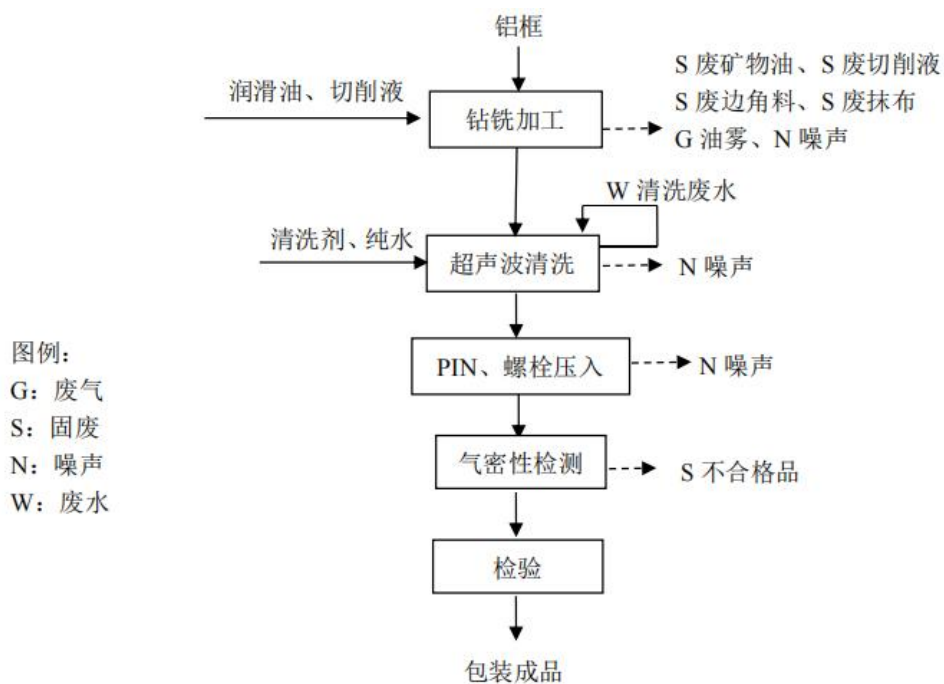 铝框
润滑油、切削液
钻铣加工
S 废矿物油、S 废切削液
S 废边角料、S 废抹布
G 油雾、N 噪声
W 清洗废水
清洗剂、纯水
超声波清洗
N 噪声
PIN、螺栓压入
N 噪声
气密性检测
S 不合格品
检验
包装成品
图例：
G：废气
S：固废
N：噪声
W：废水